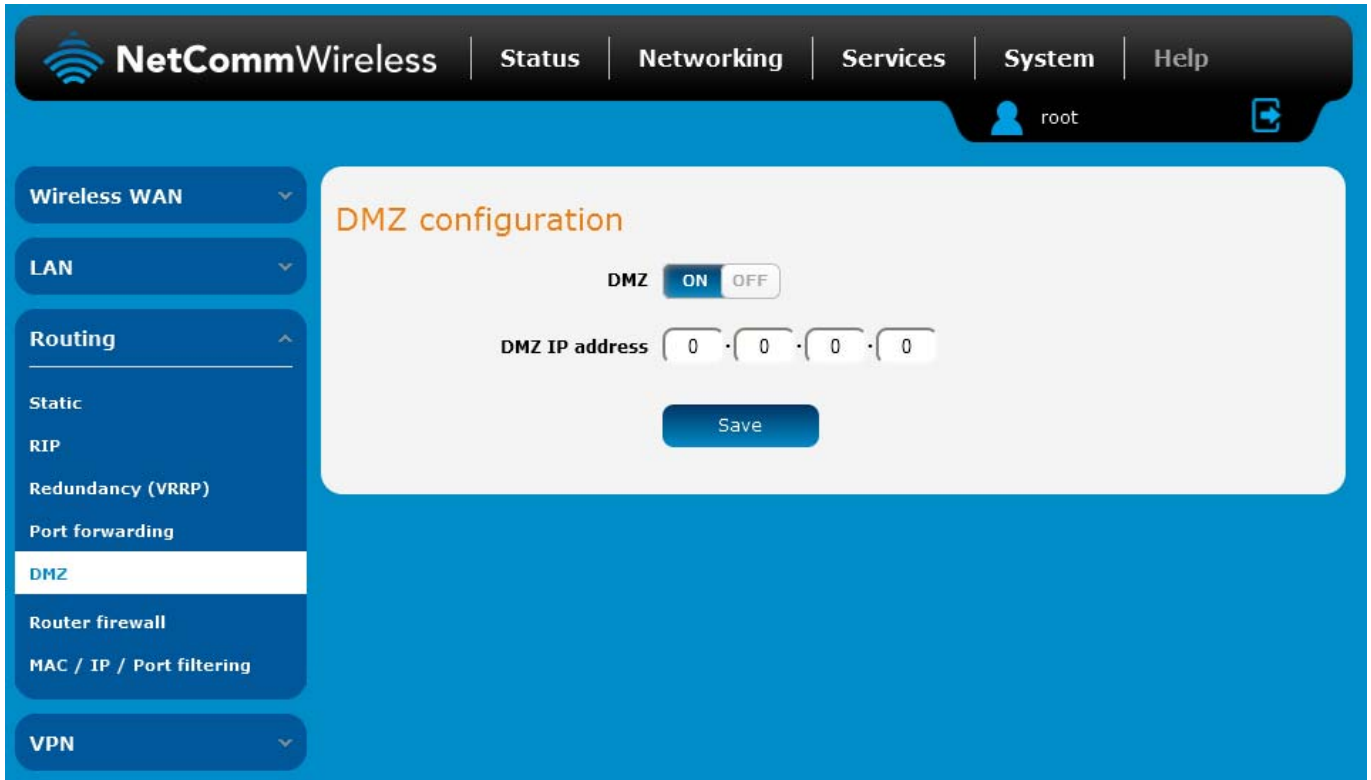 NetCommWireless Status Networking Services System Help
root
Wireless WAN
LAN
Routing
Static
RIP
Redundancy (VRRP)
Port forwarding
DMZ
Router firewall
MAC / IP / Port filtering
VPN
DMZ configuration
DMZ ON OFF
DMZ IP address 0 . 0 . 0 . 0
Save